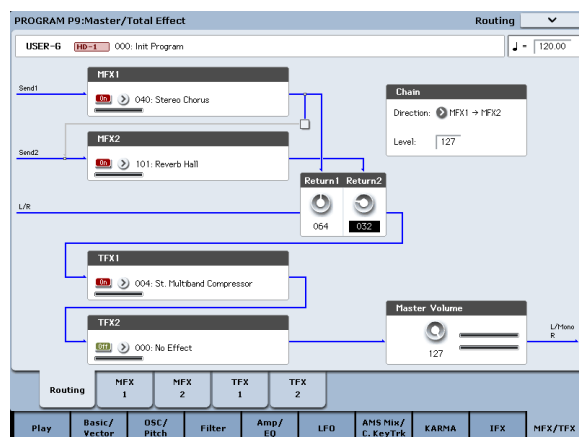 PROGRAM P9:Master/Total Effect
Routing
USER-G HD-1 000: Init Program
♩ = 120.00
MFX1
Send1
On 040: Stereo Chorus
Chain
Direction: MFX1 → MFX2
Level: 127
MFX2
Send2
On 101: Reverb Hall
Return1 Return2
L/R
064 032
TFX1
On 004: St. Multiband Compressor
TFX2
Off 000: No Effect
Master Volume
127
L/Mono
R
Routing
MFX
1
MFX
2
TFX
1
TFX
2
Play
Basic/
Vector
OSC/
Pitch
Filter
Amp/
EQ
LFO
AMS Mix/
C. KeyTrk
KARMA
IFX
MFX/TFX